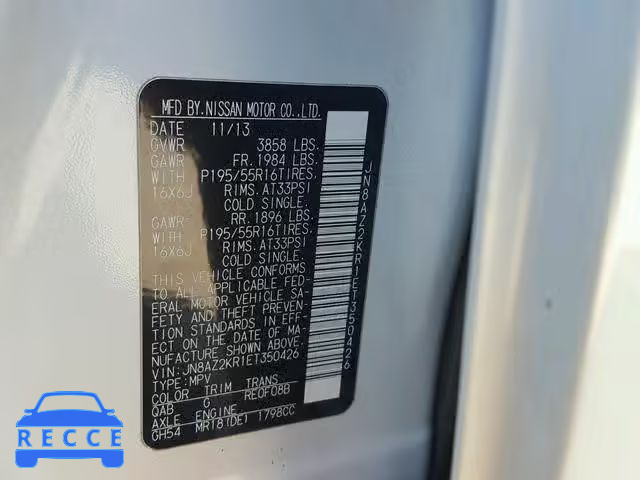 MFD BY. NISSAN MOTOR CO.,LTD.
DATE 11/13
GVWR 3858 LBS.
GAWR FR. 1984 LBS.
WITH P195/55R16TIRES.
16X6J RIMS. AT33PSI
COLD SINGLE.
GAWR RR. 1896 LBS.
WITH P195/55R16TIRES.
16X6J RIMS. AT33PSI
COLD SINGLE.
THIS VEHICLE CONFORMS
TO ALL APPLICABLE FED-
ERAL MOTOR VEHICLE SA-
FETY AND THEFT PREVEN-
TION STANDARDS IN EFF-
ECT ON THE DATE OF MA-
NUFACTURE SHOWN ABOVE.
VIN: JN8AZ2KR1ET350426
TYPE: MPV
COLOR TRIM TRANS
QAB G RE0F08B
AXLE ENGINE.
GH54 MR18(DE) 1798CC
JN8AZ2KR1ET350426
RECCE